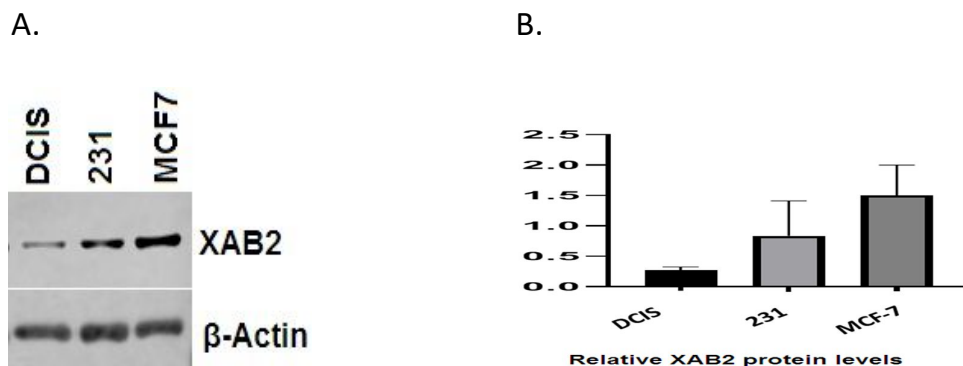 A.
DCIS
231
MCF7
XAB2
β-Actin
B.
2.5
2.0
1.5
1.0
0.5
0.0
DCIS
231
MCF-7
Relative XAB2 protein levels